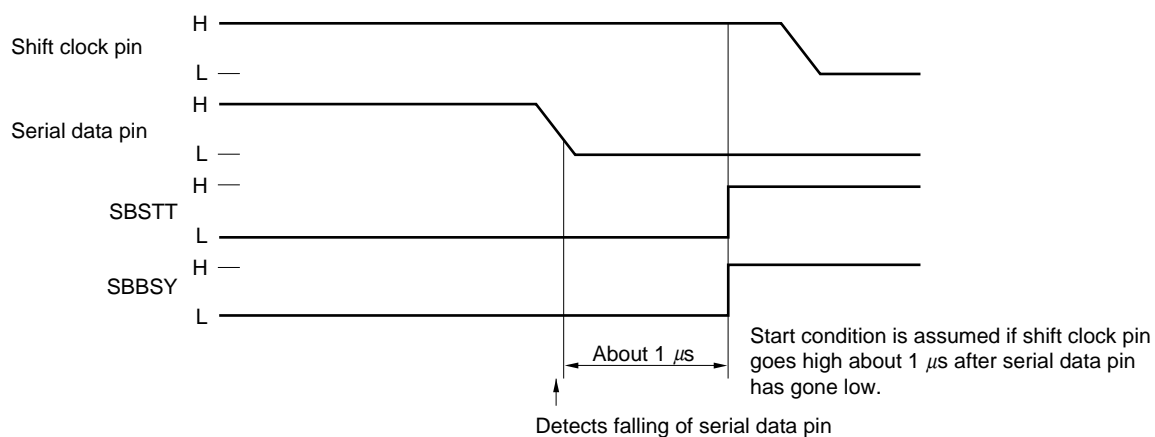 H
Shift clock pin
L
H
Serial data pin
L
H
SBSTT
L
H
SBBSY
L
Start condition is assumed if shift clock pin
goes high about 1 μs after serial data pin
has gone low.
About 1 μs
Detects falling of serial data pin